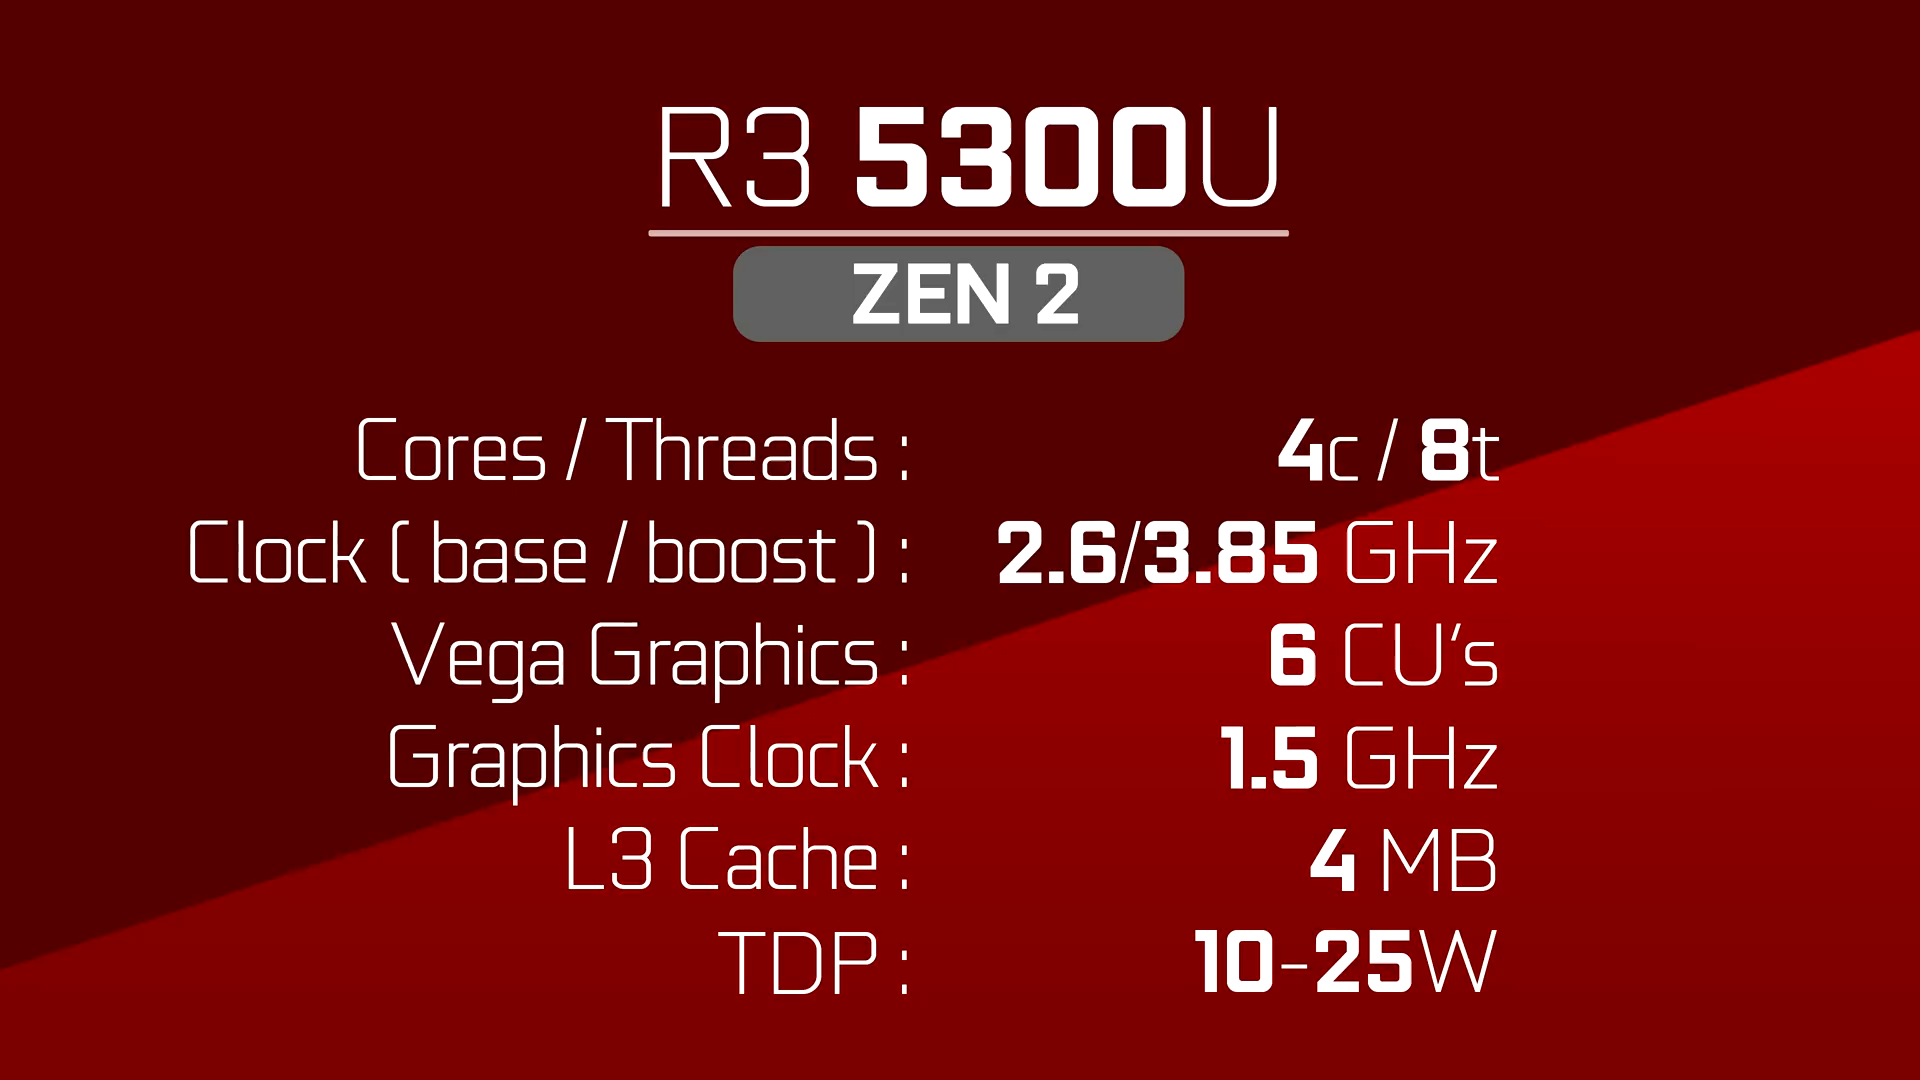 R3 5300U
ZEN 2
Cores / Threads : 4c / 8t
Clock ( base / boost ) : 2.6/3.85 GHz
Vega Graphics : 6 CU's
Graphics Clock : 1.5 GHz
L3 Cache : 4 MB
TDP : 10-25W